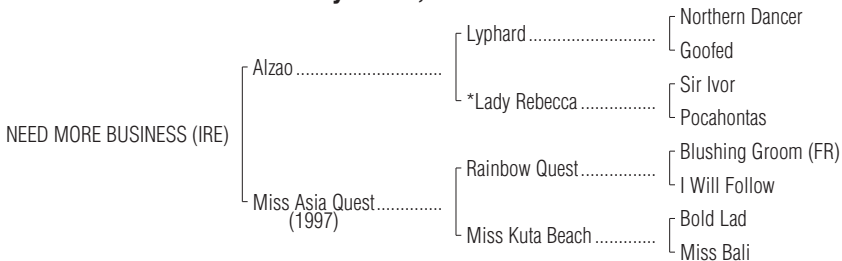 Northern Dancer
Lyphard
Goofed
Alzao
Sir Ivor
*Lady Rebecca
Pocahontas
NEED MORE BUSINESS (IRE)
Blushing Groom (FR)
Rainbow Quest
I Will Follow
Miss Asia Quest
(1997)
Bold Lad
Miss Kuta Beach
Miss Bali